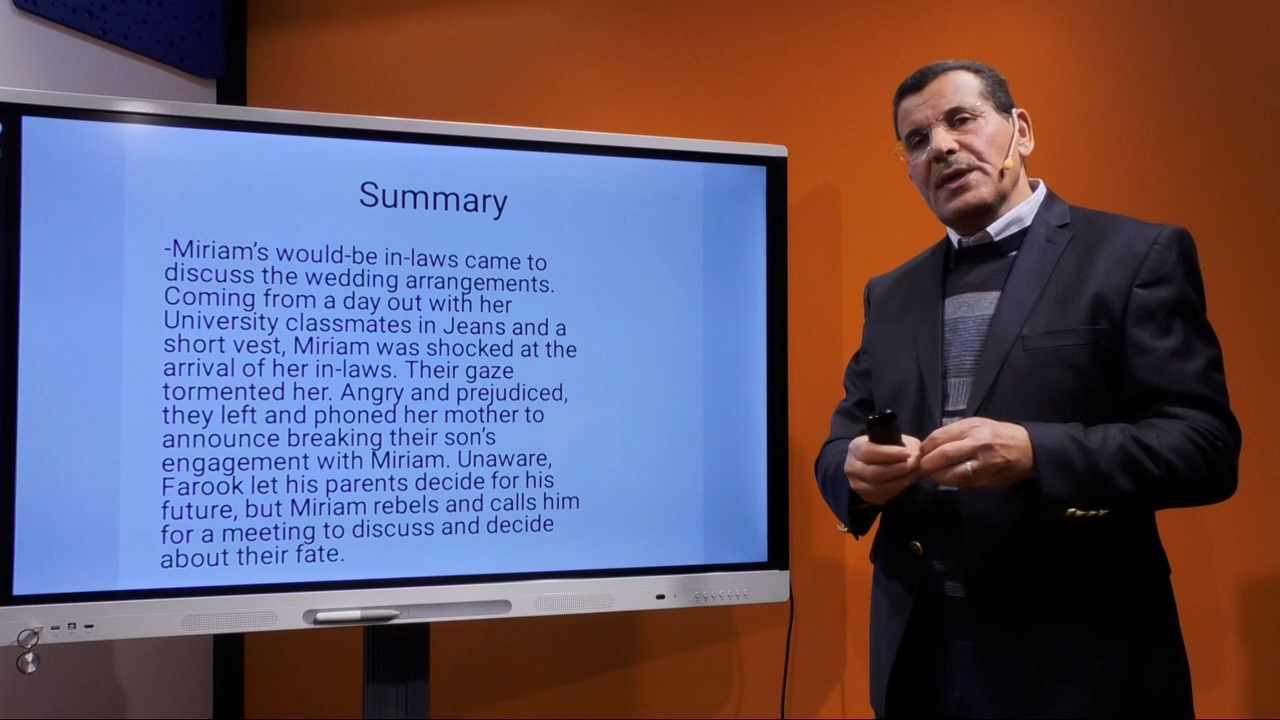 Summary
-Miriam's would-be in-laws came to
discuss the wedding arrangements.
Coming from a day out with her
University classmates in Jeans and a
short vest, Miriam was shocked at the
arrival of her in-laws. Their gaze
tormented her. Angry and prejudiced,
they left and phoned her mother to
announce breaking their son's
engagement with Miriam. Unaware,
Farook let his parents decide for his
future, but Miriam rebels and calls him
for a meeting to discuss and decide
about their fate.